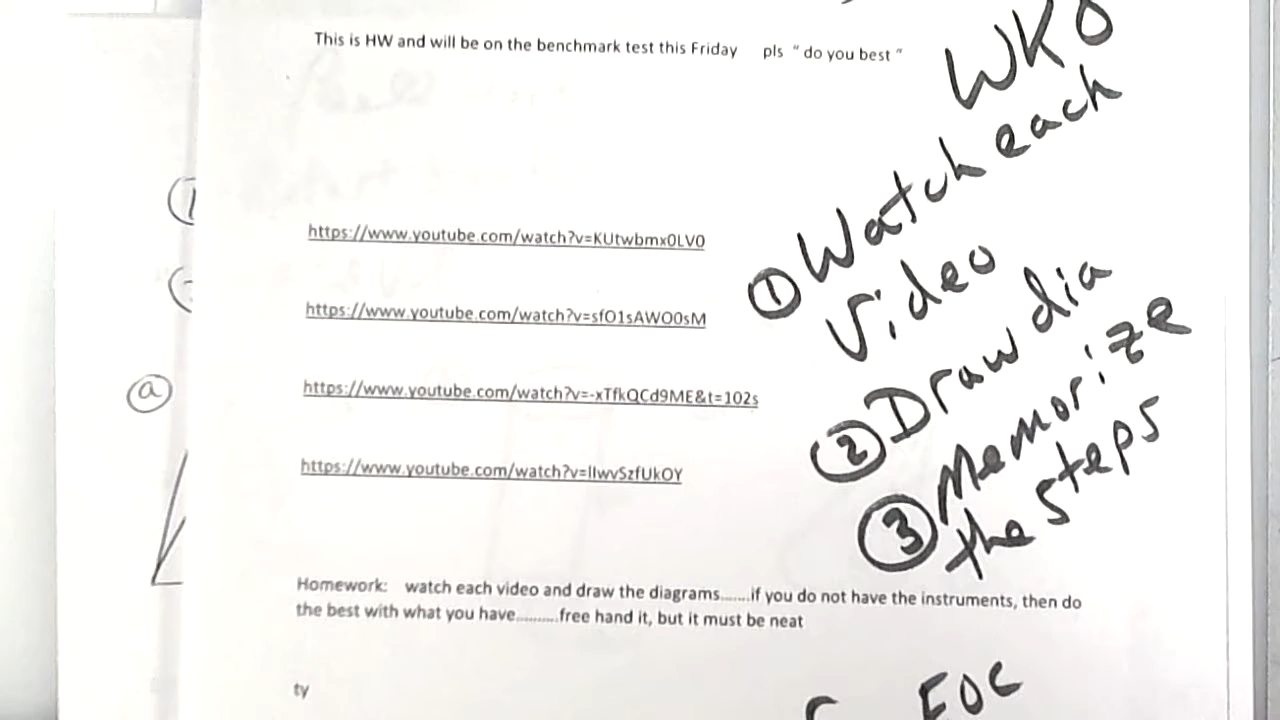 This is HW and will be on the benchmark test this Friday pls " do you best "
WKO
① Watch each
Video
② Draw dia
③ Memorize
the steps
①
ⓐ
https://www.youtube.com/watch?v=KUtwbmx0LV0
https://www.youtube.com/watch?v=sfO1sAWO0sM
https://www.youtube.com/watch?v=-xTfkQCd9ME&t=102s
https://www.youtube.com/watch?v=lIwvSzfUkOY
Homework: watch each video and draw the diagrams.......if you do not have the instruments, then do
the best with what you have..........free hand it, but it must be neat
ty
EOC